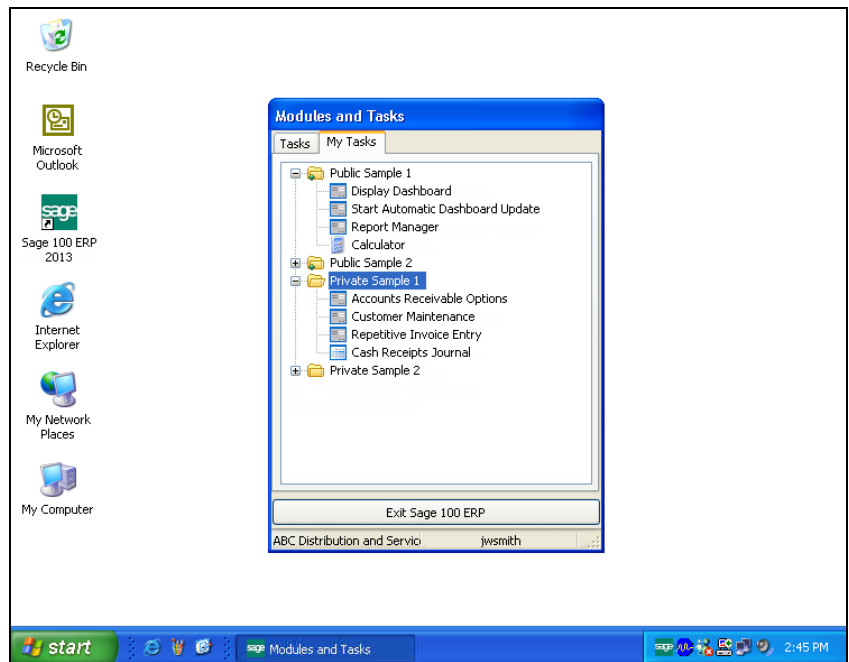 Recycle Bin
Microsoft
Outlook
sage
Sage 100 ERP
2013
Internet
Explorer
My Network
Places
My Computer
Modules and Tasks
Tasks My Tasks
Public Sample 1
Display Dashboard
Start Automatic Dashboard Update
Report Manager
Calculator
Public Sample 2
Private Sample 1
Accounts Receivable Options
Customer Maintenance
Repetitive Invoice Entry
Cash Receipts Journal
Private Sample 2
Exit Sage 100 ERP
ABC Distribution and Servic jwsmith
start sage Modules and Tasks sage 2:45 PM